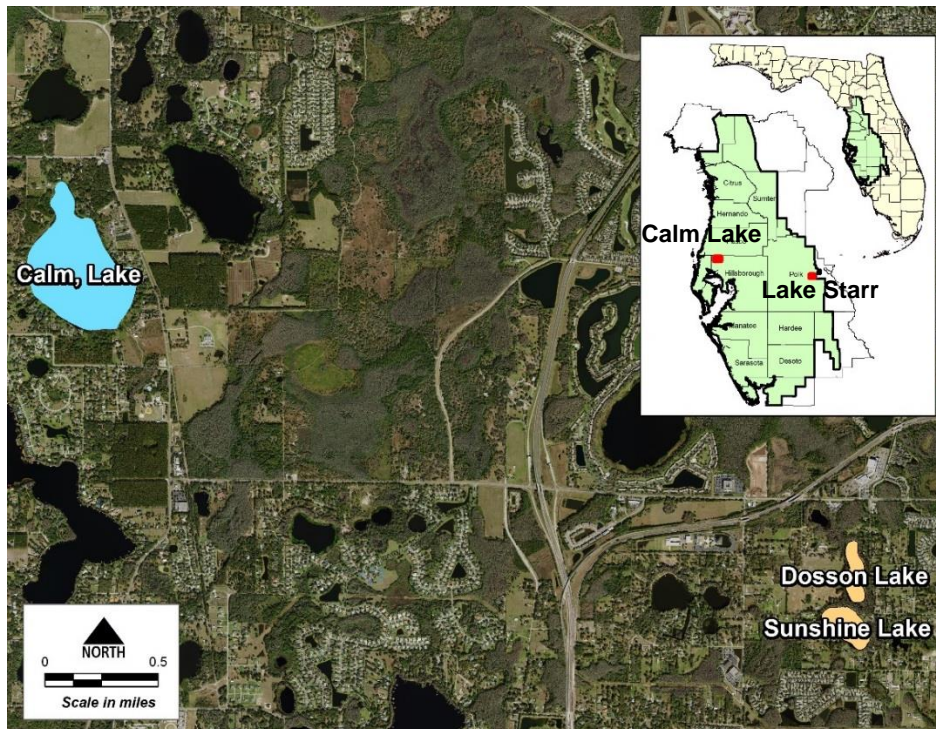 Calm, Lake
Dosson Lake
Sunshine Lake
NORTH
0 0.5
Scale in miles
Citrus
Sumter
Hernando
Calm Lake
Hillsborough
Polk
Lake Starr
Manatee
Hardee
Sarasota
Desoto